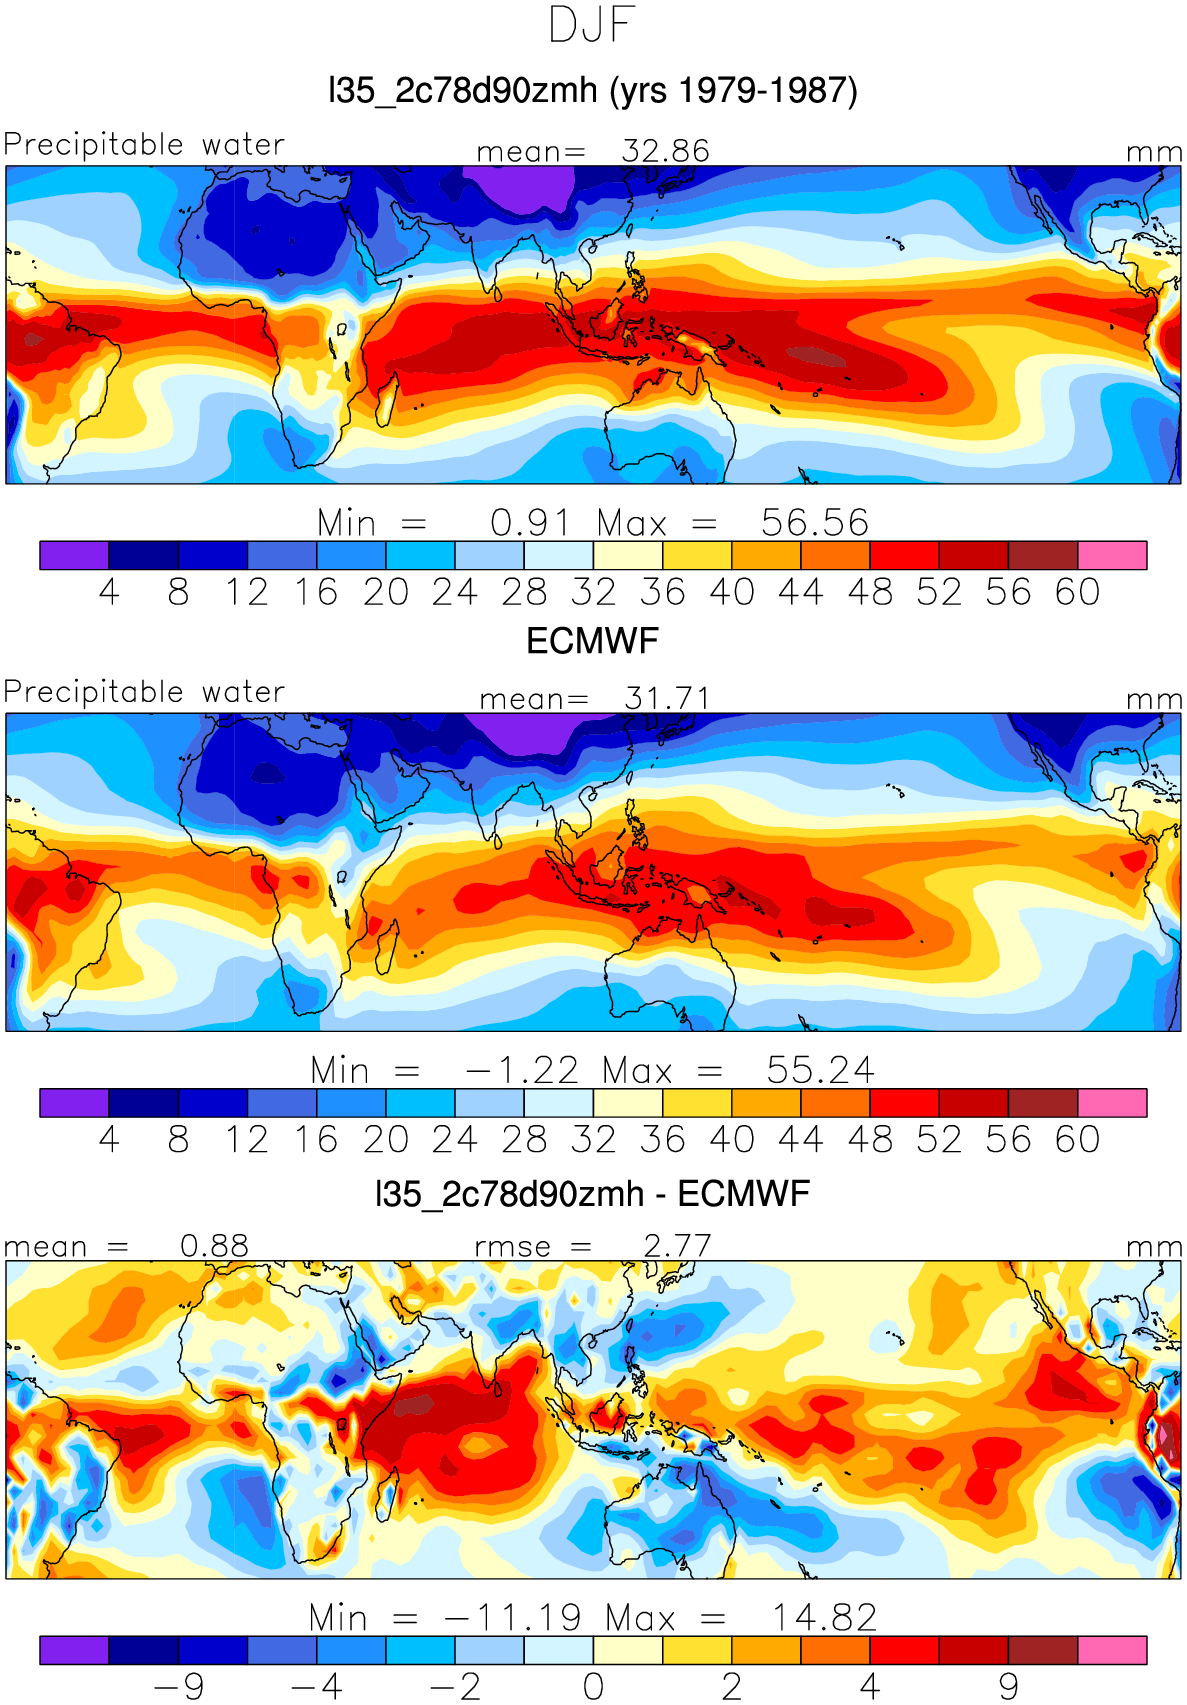 DJF
l35_2c78d90zmh (yrs 1979-1987)
Precipitable water mean= 32.86 mm
Min = 0.91 Max = 56.56
4 8 12 16 20 24 28 32 36 40 44 48 52 56 60
ECMWF
Precipitable water mean= 31.71 mm
Min = -1.22 Max = 55.24
4 8 12 16 20 24 28 32 36 40 44 48 52 56 60
l35_2c78d90zmh - ECMWF
mean = 0.88 rmse = 2.77 mm
Min = -11.19 Max = 14.82
-9 -4 -2 0 2 4 9